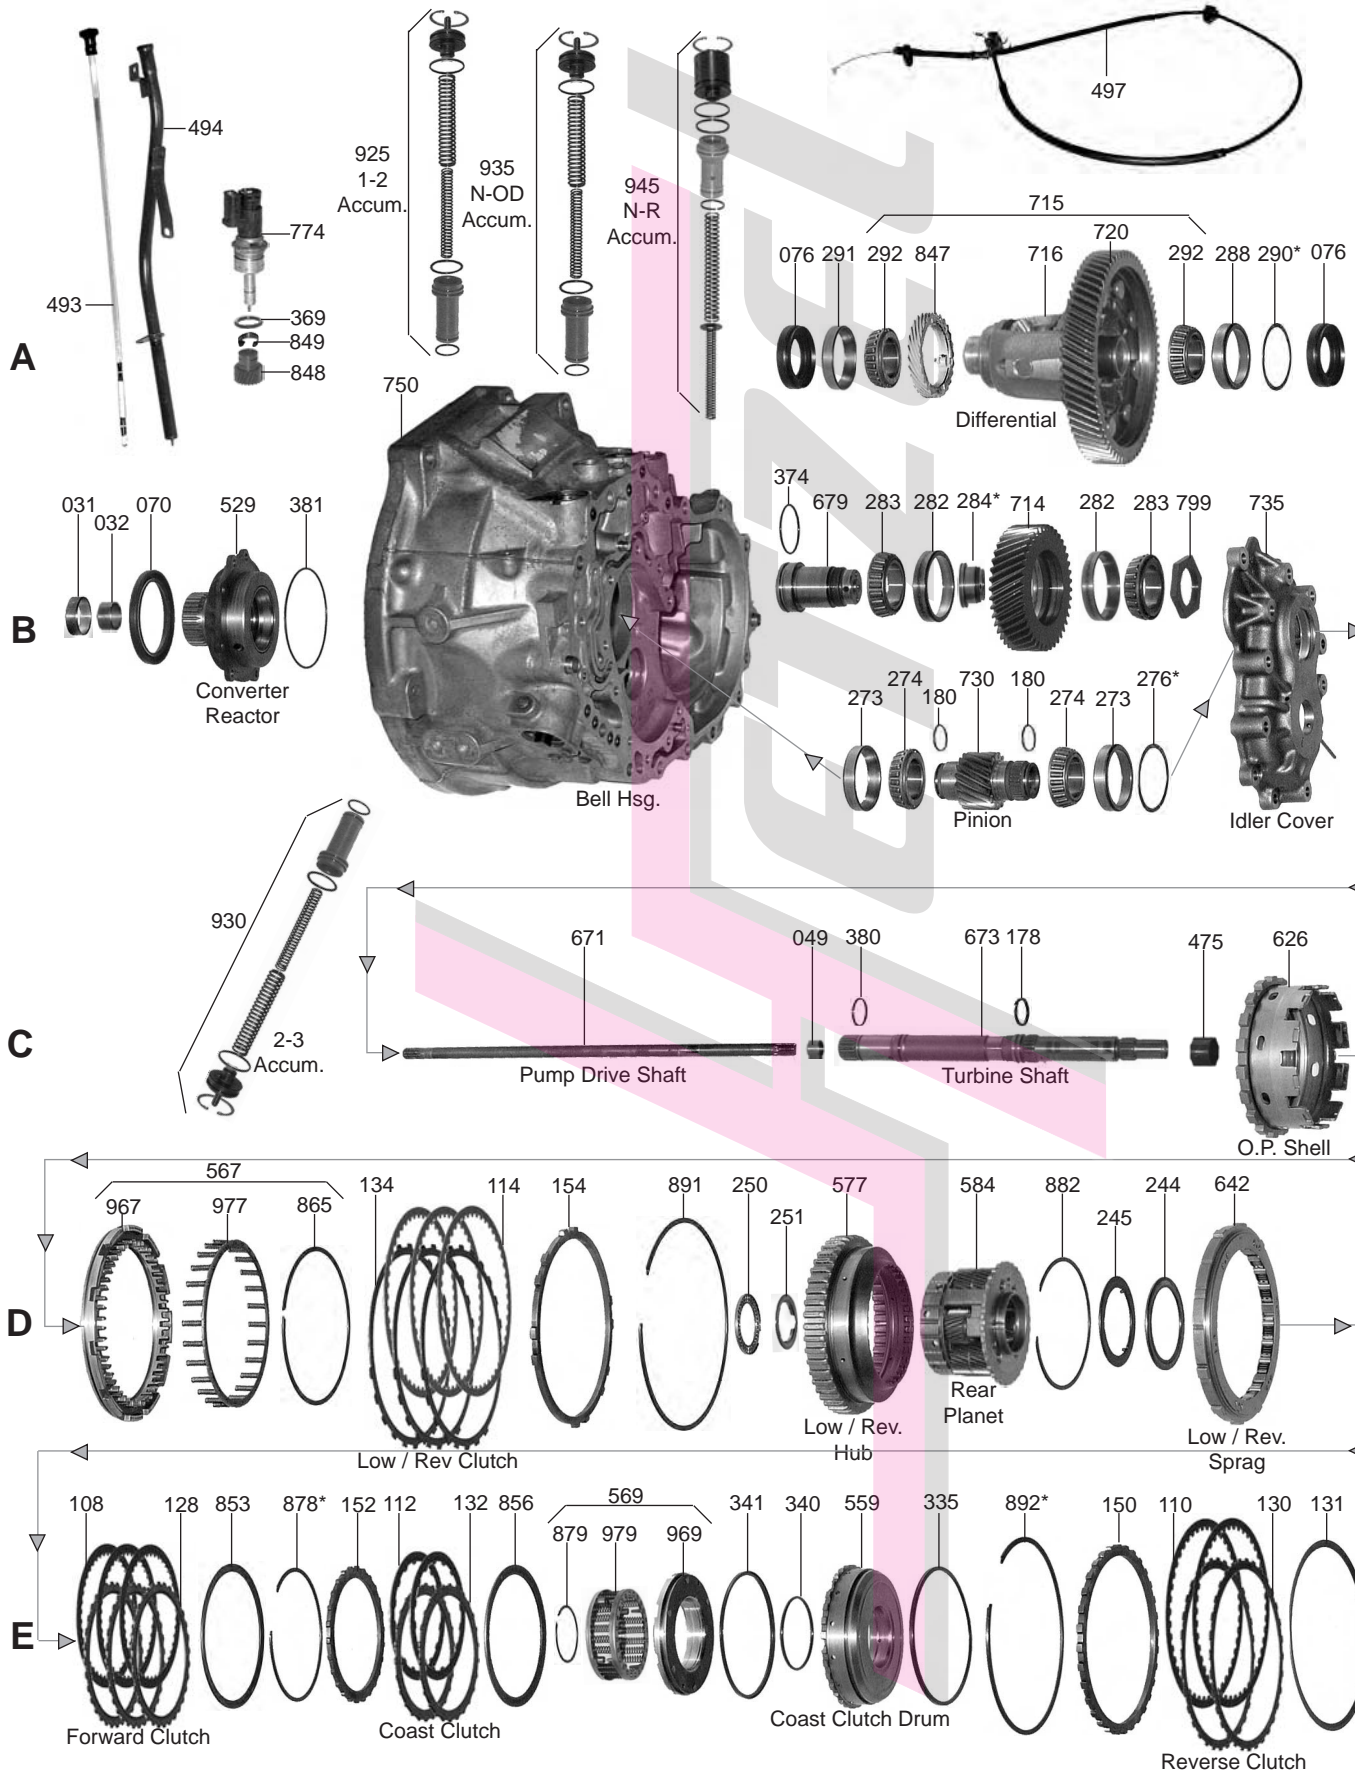 925
1-2
Accum.
935
N-OD
Accum.
945
N-R
Accum.
497
494
774
493
369
849
848
A
715
720
076 291 292 847 716 292 288 290* 076
Differential
750
Bell Hsg.
031 032 070 529 381
Converter
Reactor
B
374 679 283 282 284* 714 282 283 799 735
273 274 180 730 180 274 273 276*
Pinion
Idler Cover
930
2-3
Accum.
C
671 049 380 673 178 475 626
Pump Drive Shaft
Turbine Shaft
O.P. Shell
567
967 977 865 134 114 154 891 250 251 577 584 882 245 244 642
D
Low / Rev Clutch
Low / Rev.
Hub
Rear
Planet
Low / Rev.
Sprag
569
108 128 853 878* 152 112 132 856 879 979 969 341 340 559 335 892* 150 110 130 131
E
Forward Clutch
Coast Clutch
Coast Clutch Drum
Reverse Clutch